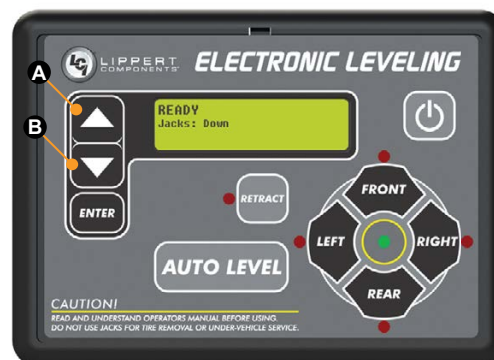 A
B
LCI
LIPPERT
COMPONENTS
ELECTRONIC LEVELING
READY
Jacks: Down
ENTER
RETRACT
AUTO LEVEL
FRONT
LEFT
RIGHT
REAR
CAUTION!
READ AND UNDERSTAND OPERATORS MANUAL BEFORE USING.
DO NOT USE JACKS FOR TIRE REMOVAL OR UNDER-VEHICLE SERVICE.